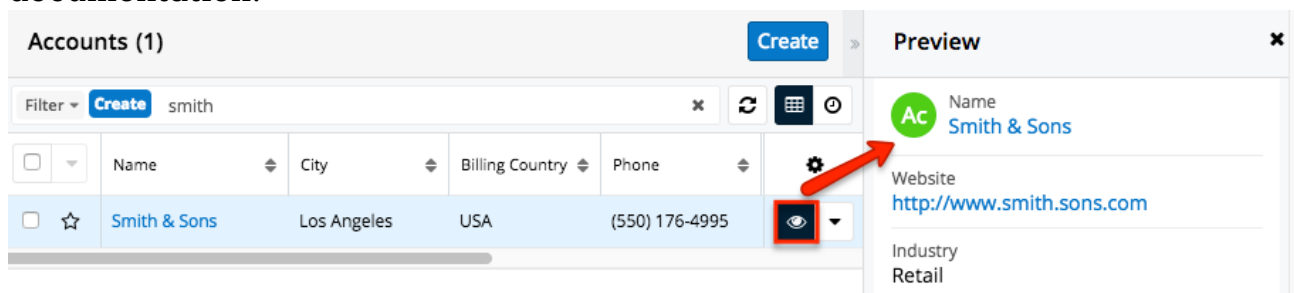 Accounts (1)
Create
»
Preview
Filter
Create
smith
Name
City
Billing Country
Phone
Smith & Sons
Los Angeles
USA
(550) 176-4995
Ac
Name
Smith & Sons
Website
http://www.smith.sons.com
Industry
Retail